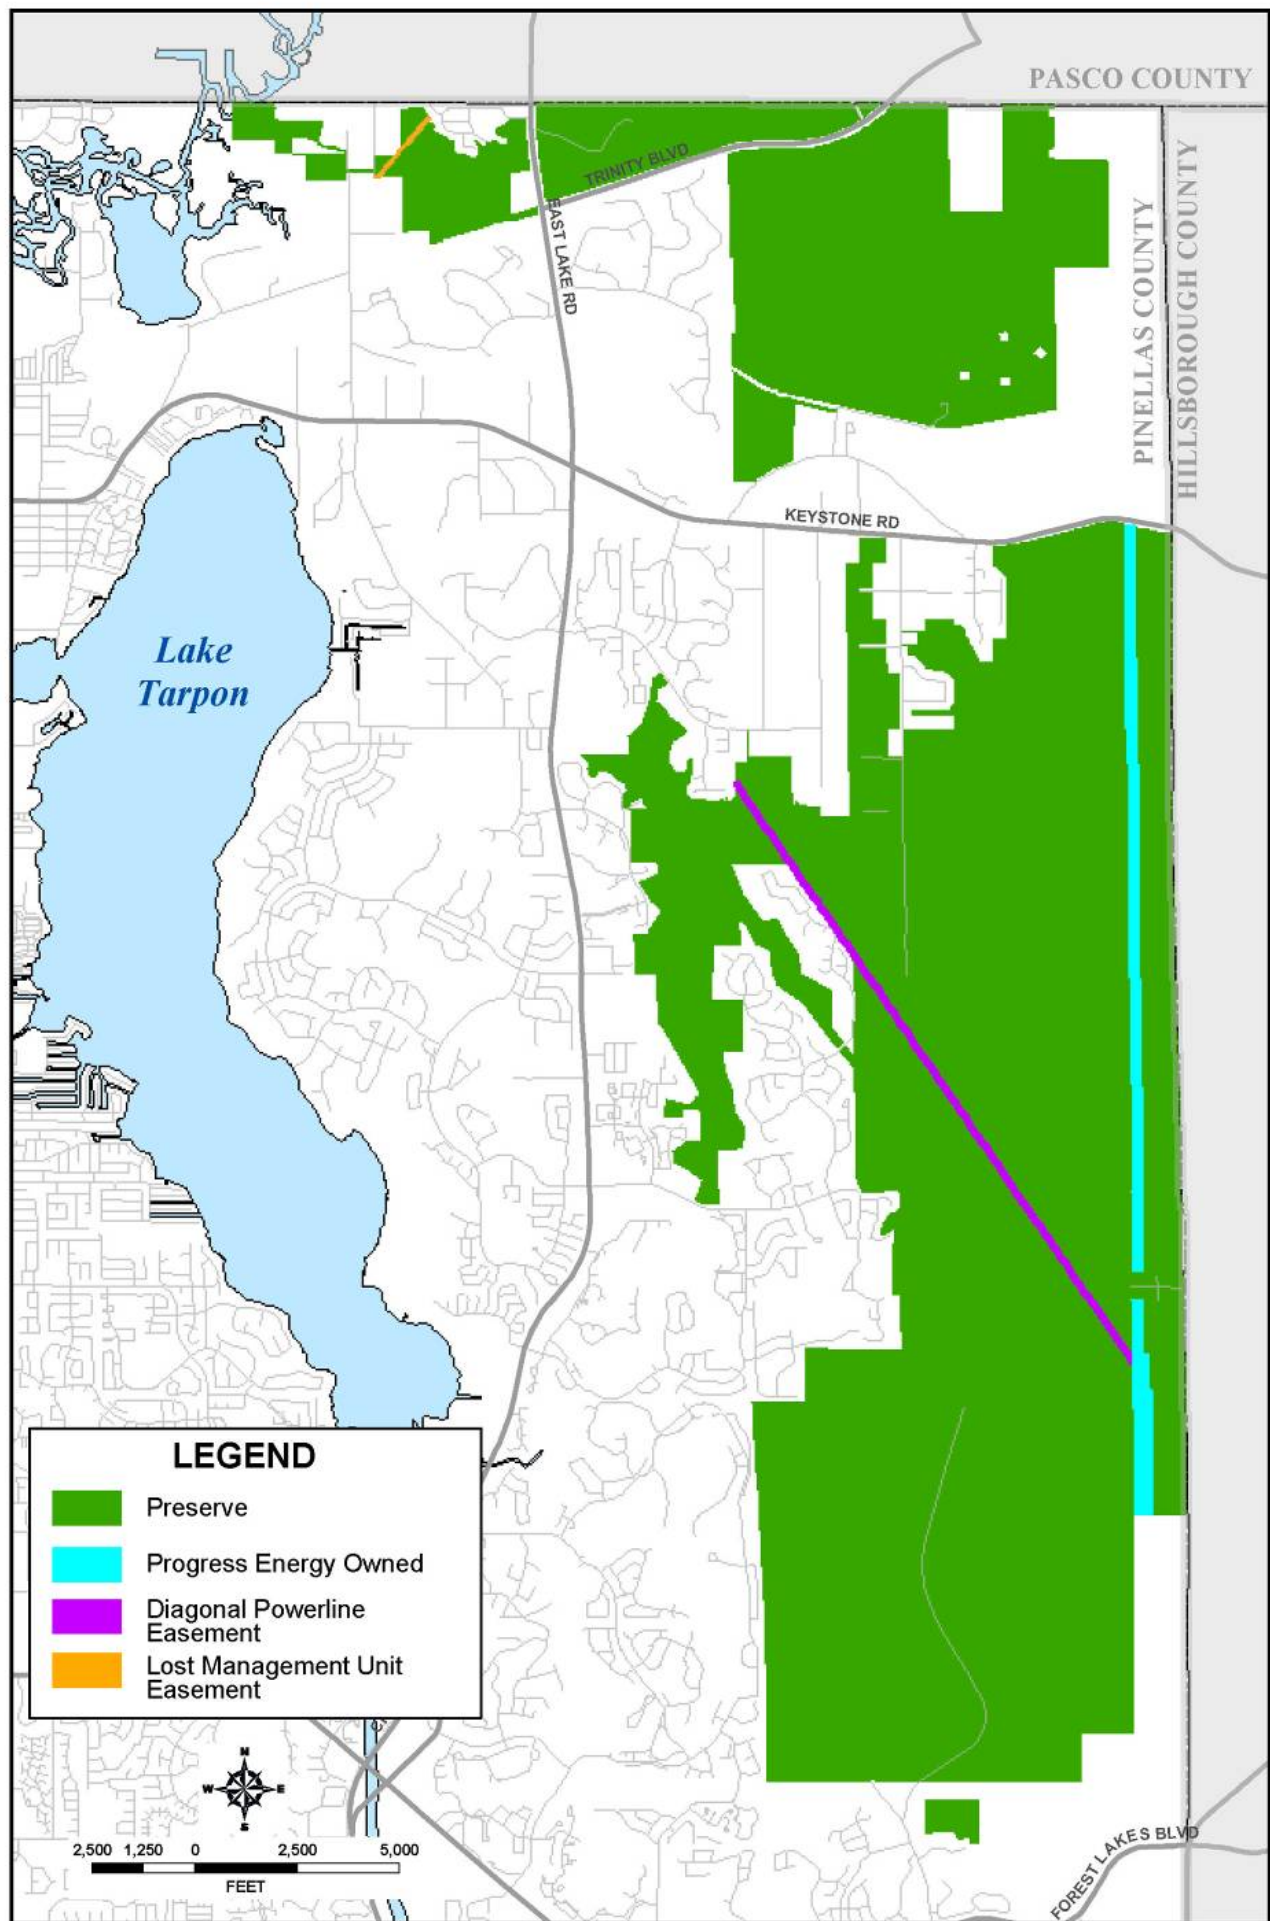 PASCO COUNTY
TRINITY BLVD
EAST LAKE RD
PINELLAS COUNTY
HILLSBOROUGH COUNTY
KEYSTONE RD
Lake
Tarpon
LEGEND
Preserve
Progress Energy Owned
Diagonal Powerline
Easement
Lost Management Unit
Easement
N
W E
S
2,500 1,250 0 2,500 5,000
FEET
FOREST LAKES BLVD